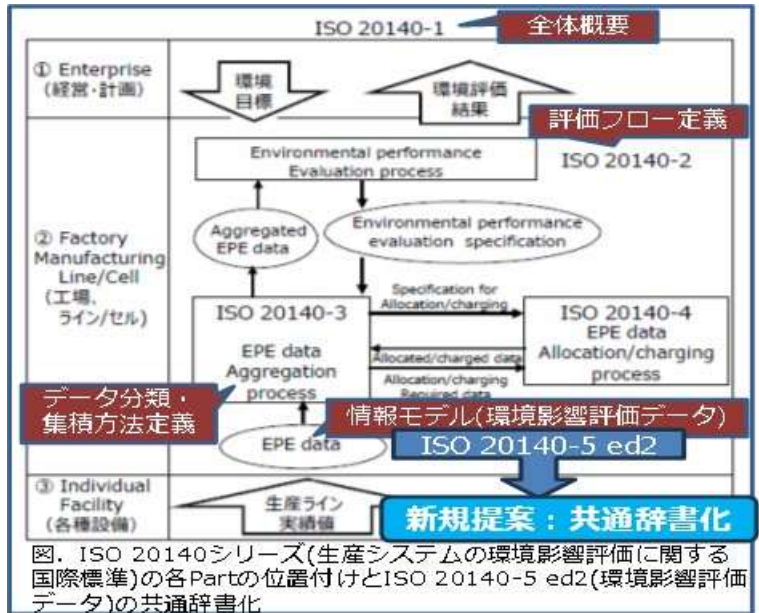 ISO 20140-1
全体概要
① Enterprise
(経営・計画)
環境
目標
環境評価
結果
評価フロー定義
Environmental performance
Evaluation process
ISO 20140-2
② Factory
Manufacturing
Line/Cell
(工場、
ライン/セル)
Aggregated
EPE data
Environmental performance
evaluation specification
Specification for
Allocation/charging
ISO 20140-3
EPE data
Aggregation
process
ISO 20140-4
EPE data
Allocation/charging
process
Allocated/charged data
Allocation/charging
Required data
データ分類・
集積方法定義
情報モデル(環境影響評価データ)
EPE data
ISO 20140-5 ed2
③ Individual
Facility
(各種設備)
生産ライン
実績値
新規提案：共通辞書化
図．ISO 20140シリーズ(生産システムの環境影響評価に関する
国際標準)の各Partの位置付けとISO 20140-5 ed2(環境影響評価
データ)の共通辞書化